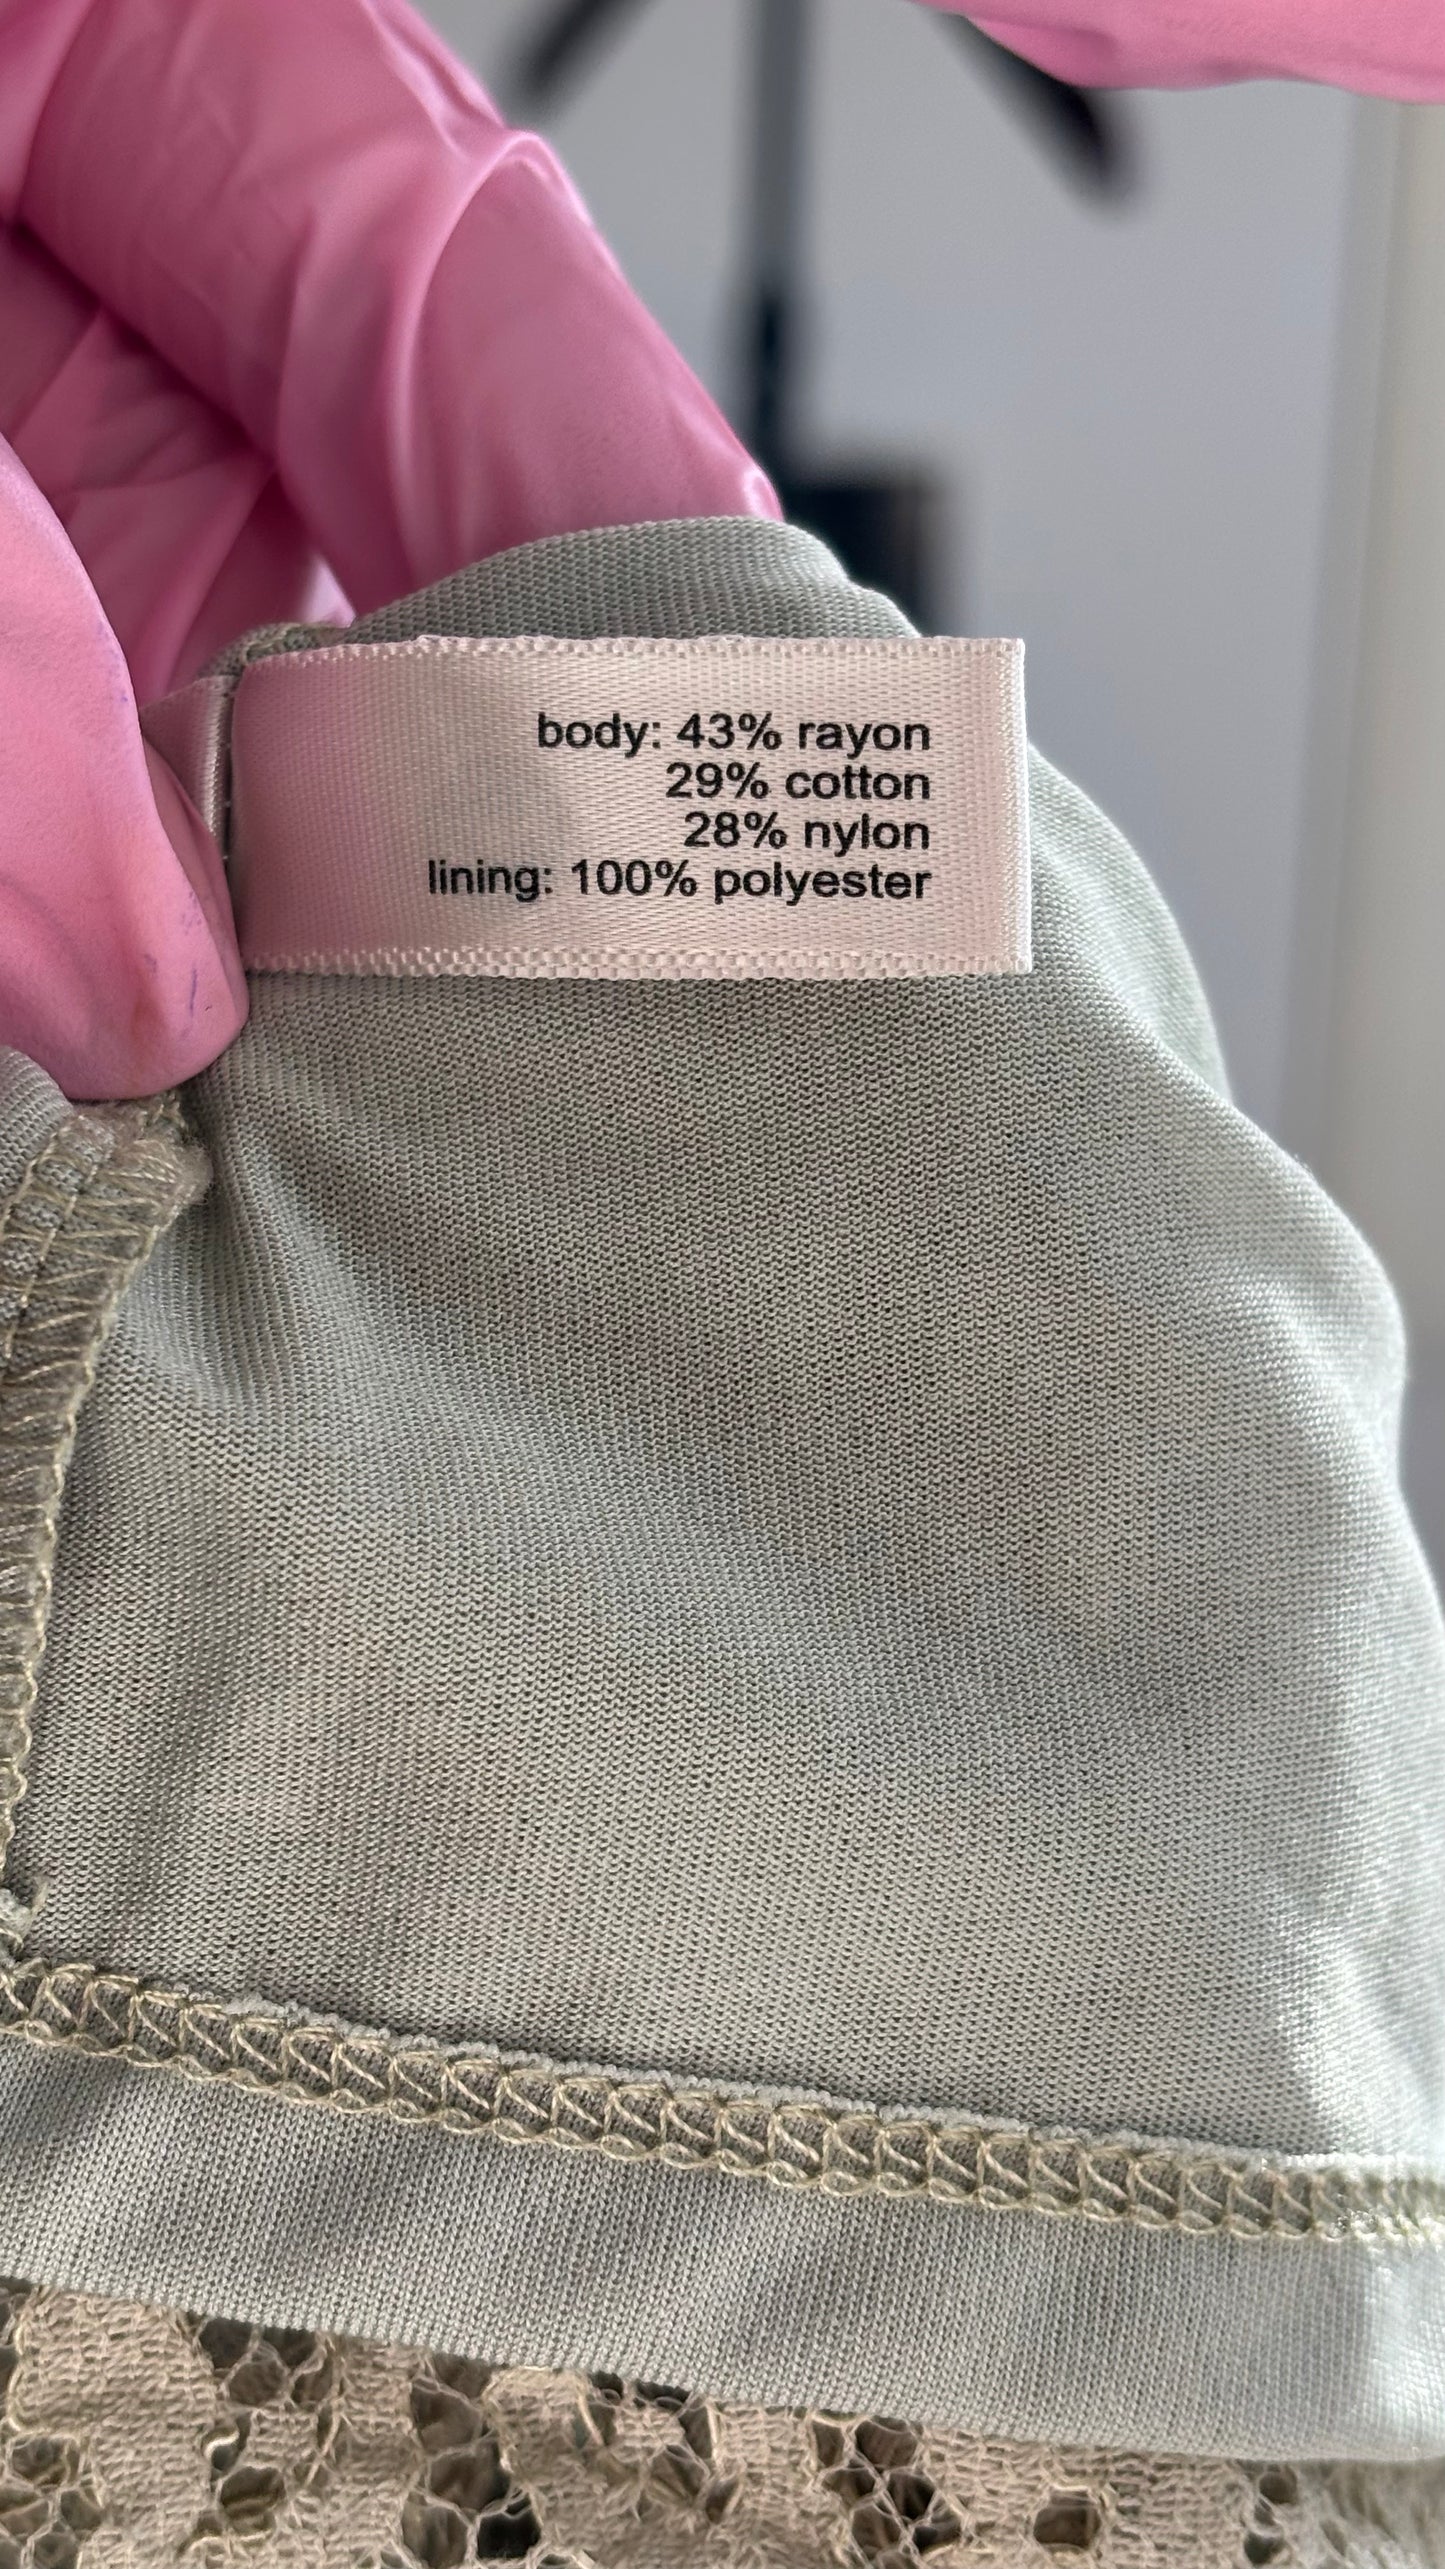 body: 43% rayon
29% cotton
28% nylon
lining: 100% polyester